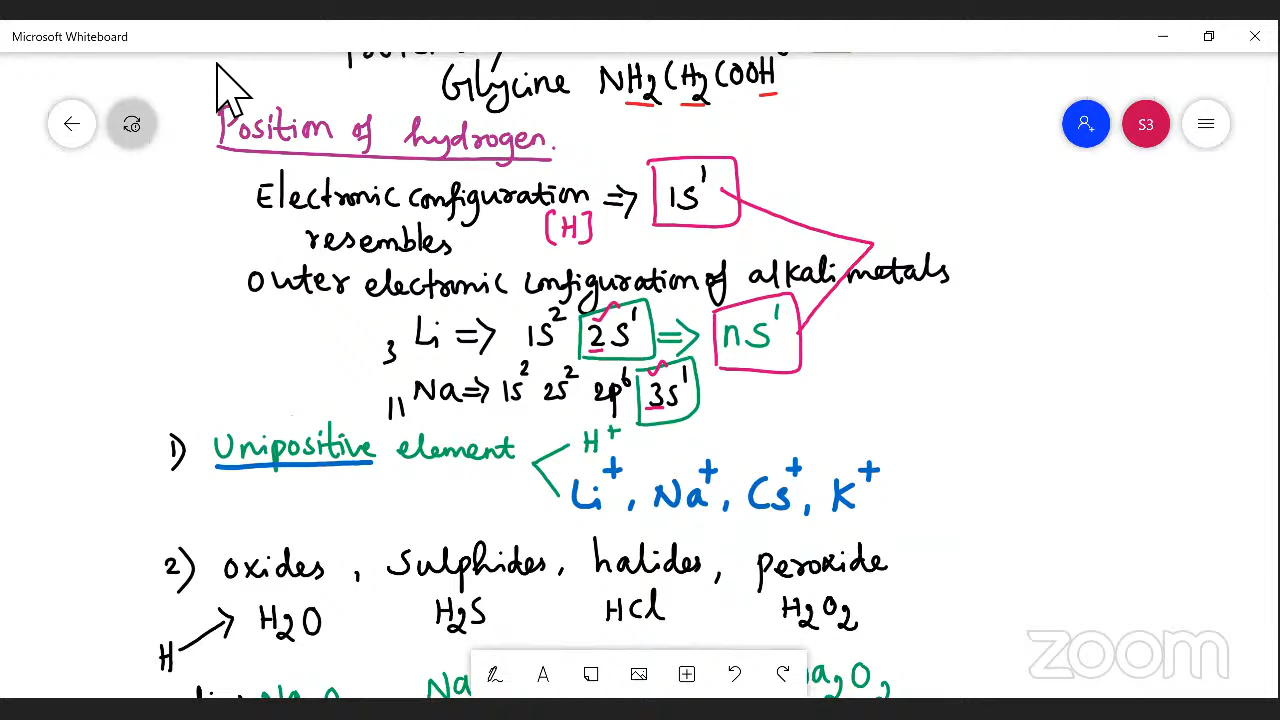 Microsoft Whiteboard
Glycine NH2CH2COOH
Position of hydrogen.
S3
Electronic configuration => 1s¹
[H]
resembles
outer electronic configuration of alkali metals
₃Li => 1s² 2s¹ => ns¹
₁₁Na => 1s² 2s² 2p⁶ 3s¹
1) Unipositive element H⁺
Li⁺, Na⁺, Cs⁺, K⁺
2) oxides, sulphides, halides, peroxide
H → H2O H2S HCl H2O2
zoom
Na